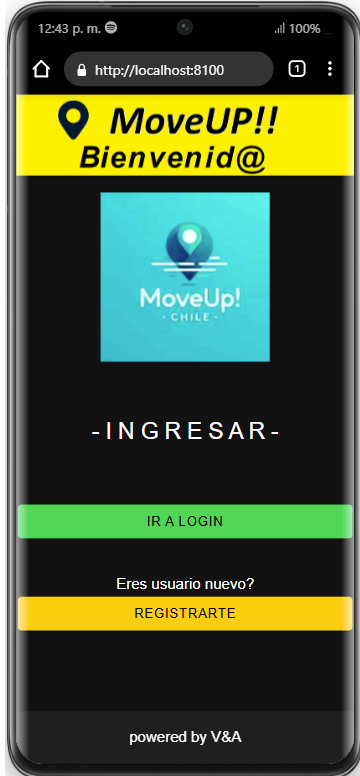 12:43 p. m.
100%
http://localhost:8100
1
MoveUP!!
Bienvenid@
MoveUp!
- CHILE -
-INGRESAR-
IR A LOGIN
Eres usuario nuevo?
REGISTRARTE
powered by V&A